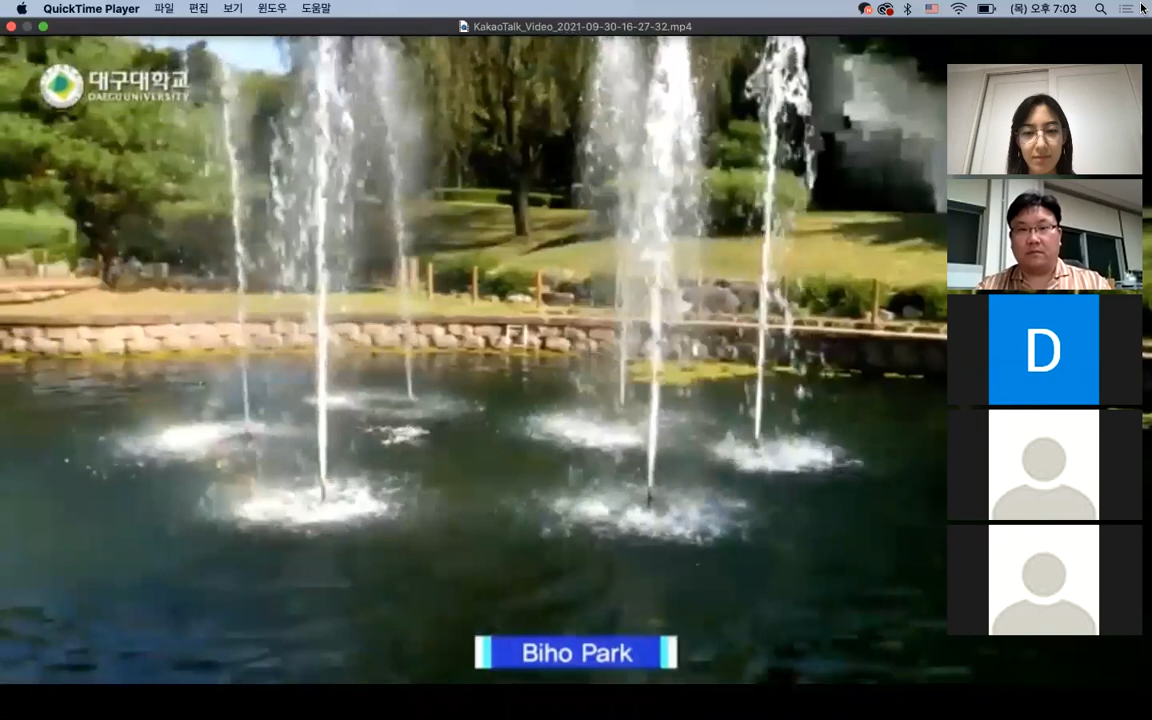 QuickTime Player 파일 편집 보기 윈도우 도움말 (목) 오후 7:03
KakaoTalk_Video_2021-09-30-16-27-32.mp4
대구대학교
DAEGU UNIVERSITY
D
Biho Park